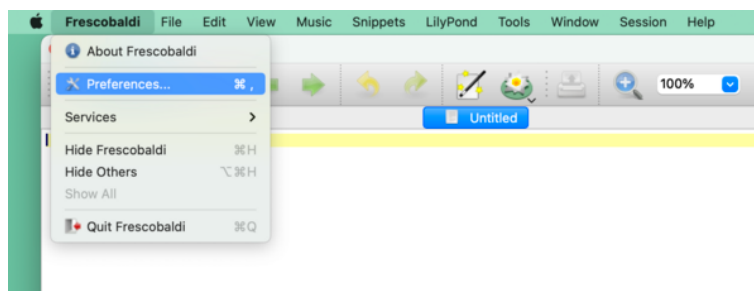 Frescobaldi File Edit View Music Snippets LilyPond Tools Window Session Help
About Frescobaldi
Preferences... ⌘ ,
100%
Services
Untitled
Hide Frescobaldi ⌘H
Hide Others ⌥⌘H
Show All
Quit Frescobaldi ⌘Q